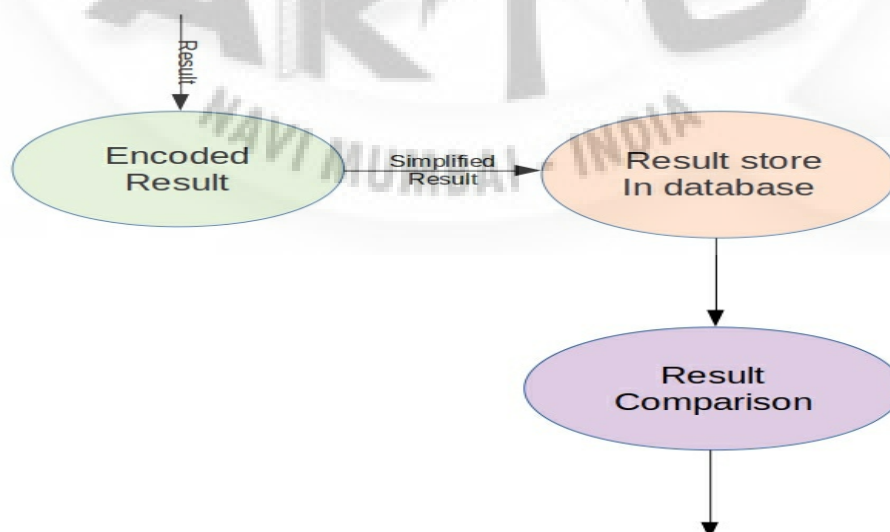 Result
Encoded
Result
Simplified
Result
Result store
In database
NAVI MUMBAI - INDIA
Result
Comparison